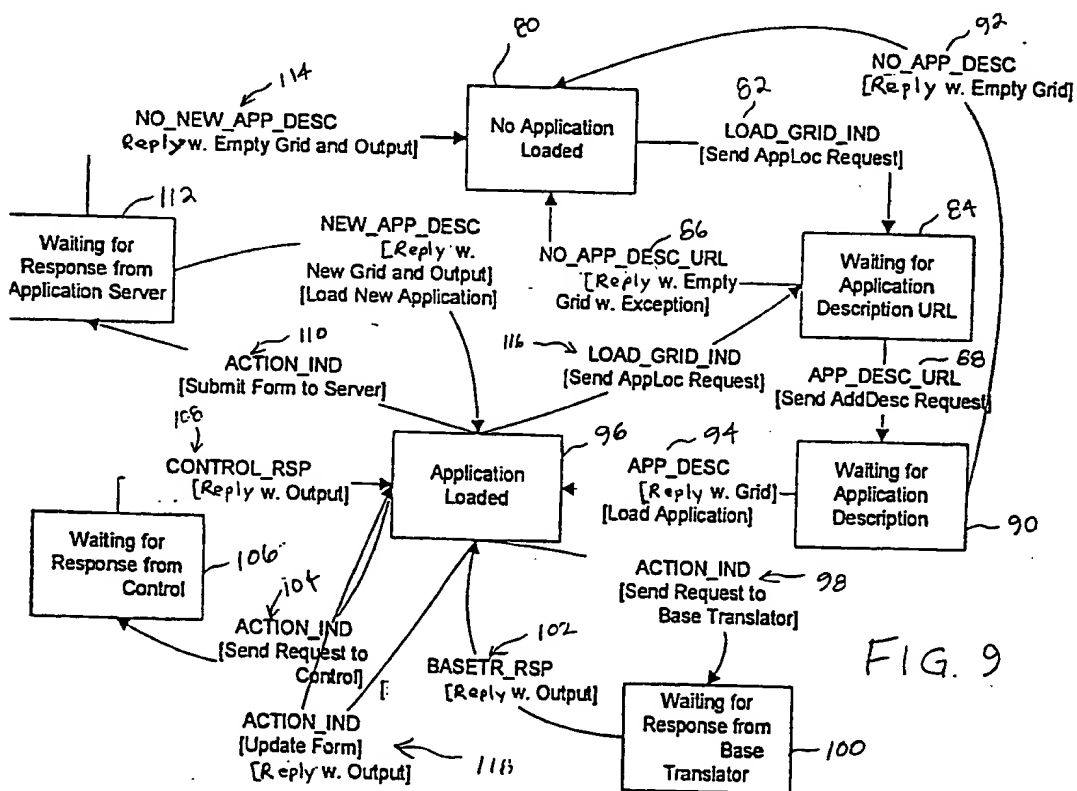 80
92
NO_APP_DESC
[Reply w. Empty Grid]
114
NO_NEW_APP_DESC
Reply w. Empty Grid and Output]
No Application
Loaded
82
LOAD_GRID_IND
[Send AppLoc Request]
112
Waiting for
Response from
Application Server
NEW_APP_DESC
[Reply w.
New Grid and Output]
[Load New Application]
86
NO_APP_DESC_URL
[Reply w. Empty
Grid w. Exception]
84
Waiting for
Application
Description URL
110
ACTION_IND
[Submit Form to Server]
116
LOAD_GRID_IND
[Send AppLoc Request]
88
APP_DESC_URL
[Send AddDesc Request]
108
CONTROL_RSP
[Reply w. Output]
96
Application
Loaded
94
APP_DESC
[Reply w. Grid]
[Load Application]
Waiting for
Application
Description
90
Waiting for
Response from
Control
106
104
ACTION_IND
[Send Request to
Control]
[
ACTION_IND
[Send Request to
Base Translator]
98
102
BASETR_RSP
[Reply w. Output]
FIG. 9
ACTION_IND
[Update Form]
[Reply w. Output]
118
Waiting for
Response from
Base
Translator
100